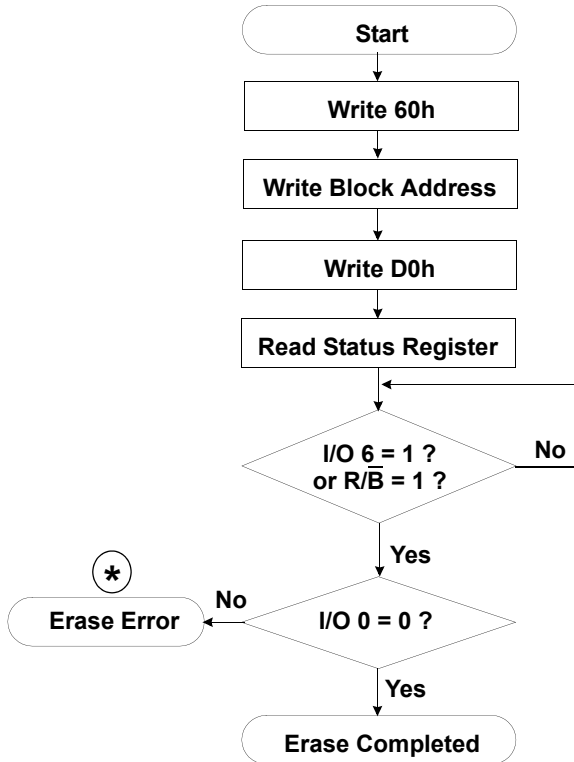 Start
Write 60h
Write Block Address
Write D0h
Read Status Register
I/O 6 = 1 ?
or R/B̅ = 1 ?
No
Yes
*
No
Erase Error
I/O 0 = 0 ?
Yes
Erase Completed